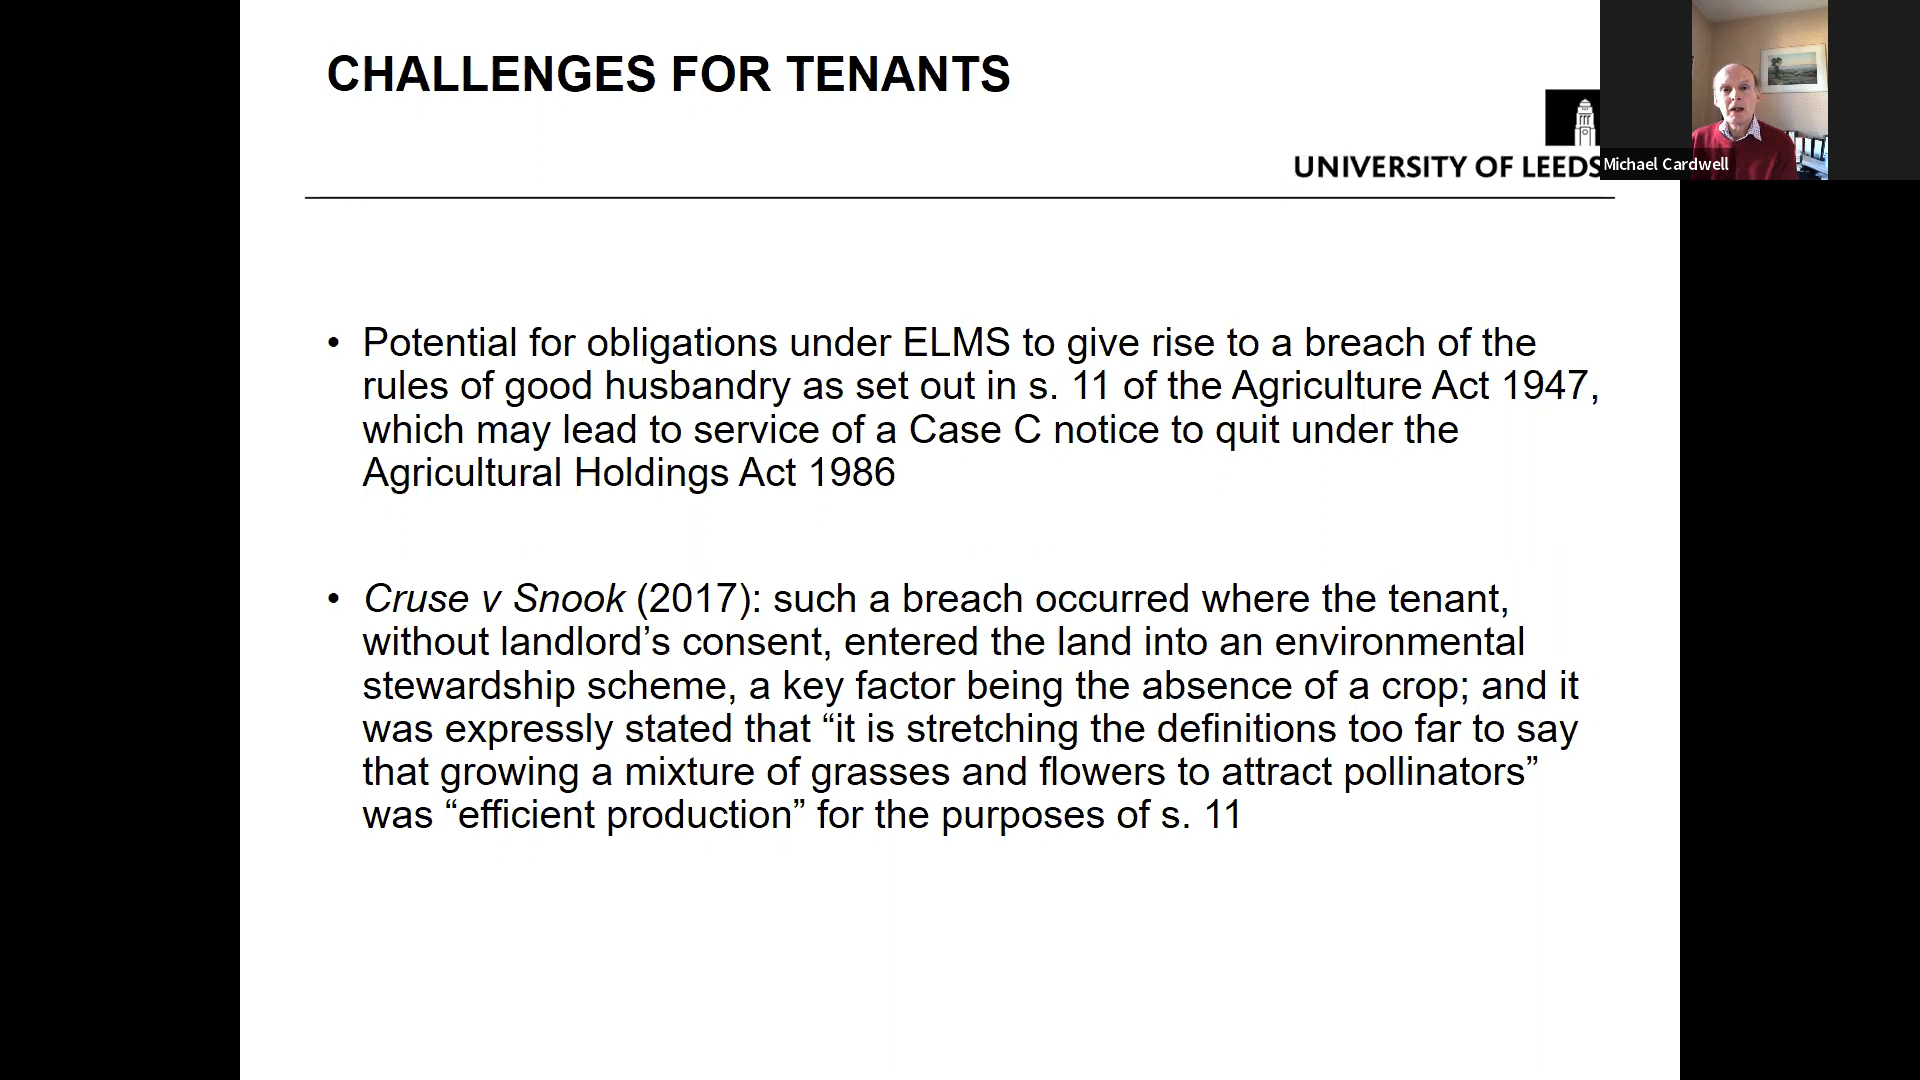 CHALLENGES FOR TENANTS
UNIVERSITY OF LEEDS
Michael Cardwell
• Potential for obligations under ELMS to give rise to a breach of the
rules of good husbandry as set out in s. 11 of the Agriculture Act 1947,
which may lead to service of a Case C notice to quit under the
Agricultural Holdings Act 1986
• Cruse v Snook (2017): such a breach occurred where the tenant,
without landlord’s consent, entered the land into an environmental
stewardship scheme, a key factor being the absence of a crop; and it
was expressly stated that “it is stretching the definitions too far to say
that growing a mixture of grasses and flowers to attract pollinators”
was “efficient production” for the purposes of s. 11